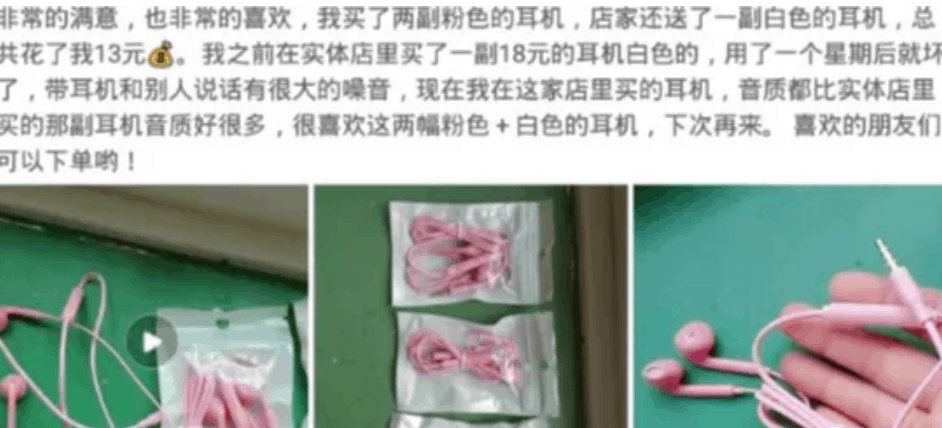 非常的满意，也非常的喜欢，我买了两副粉色的耳机，店家还送了一副白色的耳机，总
共花了我13元💰。我之前在实体店里买了一副18元的耳机白色的，用了一个星期后就坏
了，带耳机和别人说话有很大的噪音，现在我在这家店里买的耳机，音质都比实体店里
买的那副耳机音质好很多，很喜欢这两幅粉色+白色的耳机，下次再来。 喜欢的朋友们
可以下单哟！